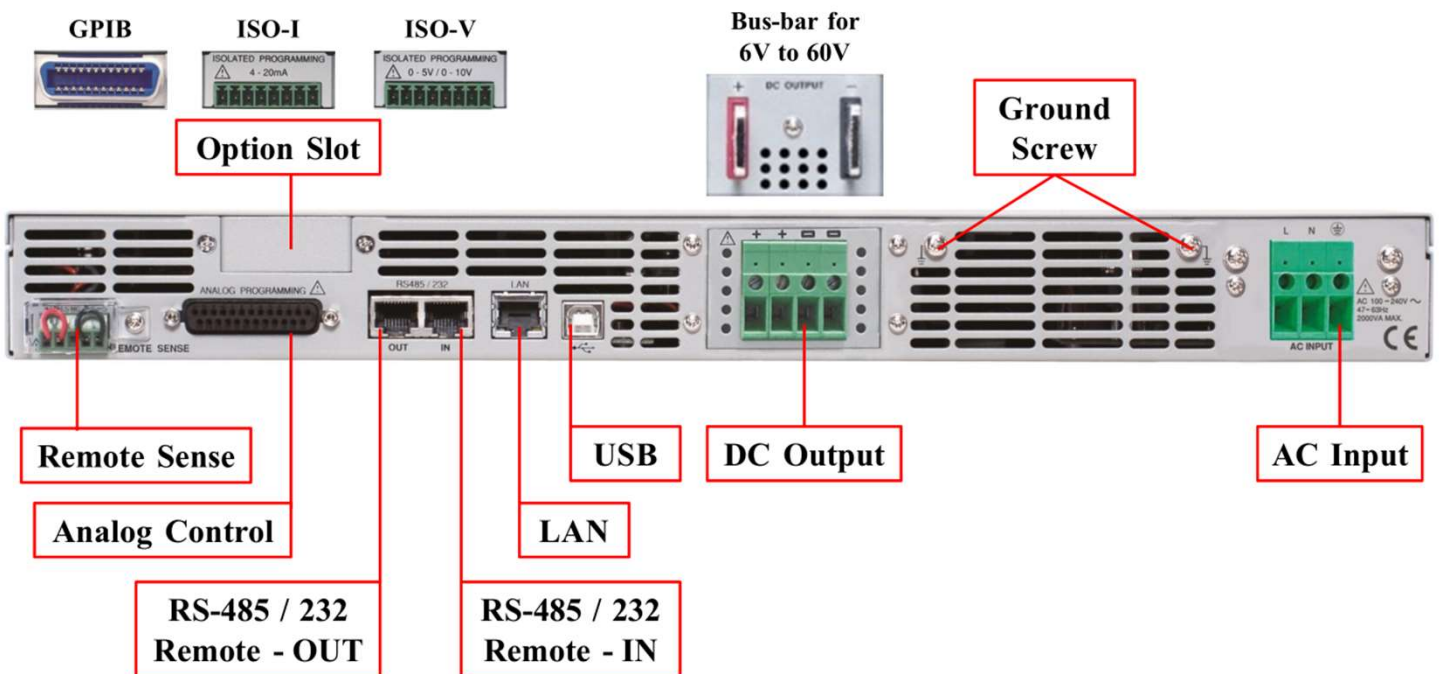 GPIB
ISO-I
ISO-V
Bus-bar for
6V to 60V
ISOLATED PROGRAMMING
4 - 20mA
ISOLATED PROGRAMMING
0 - 5V / 0 - 10V
+ DC OUTPUT −
Ground
Screw
Option Slot
+ + − −
L N
ANALOG PROGRAMMING
RS485 / 232
LAN
AC 100 - 240V ~
47 - 63Hz
2000VA MAX.
REMOTE SENSE
OUT IN
AC INPUT
CE
Remote Sense
USB
DC Output
AC Input
Analog Control
LAN
RS-485 / 232
Remote - OUT
RS-485 / 232
Remote - IN